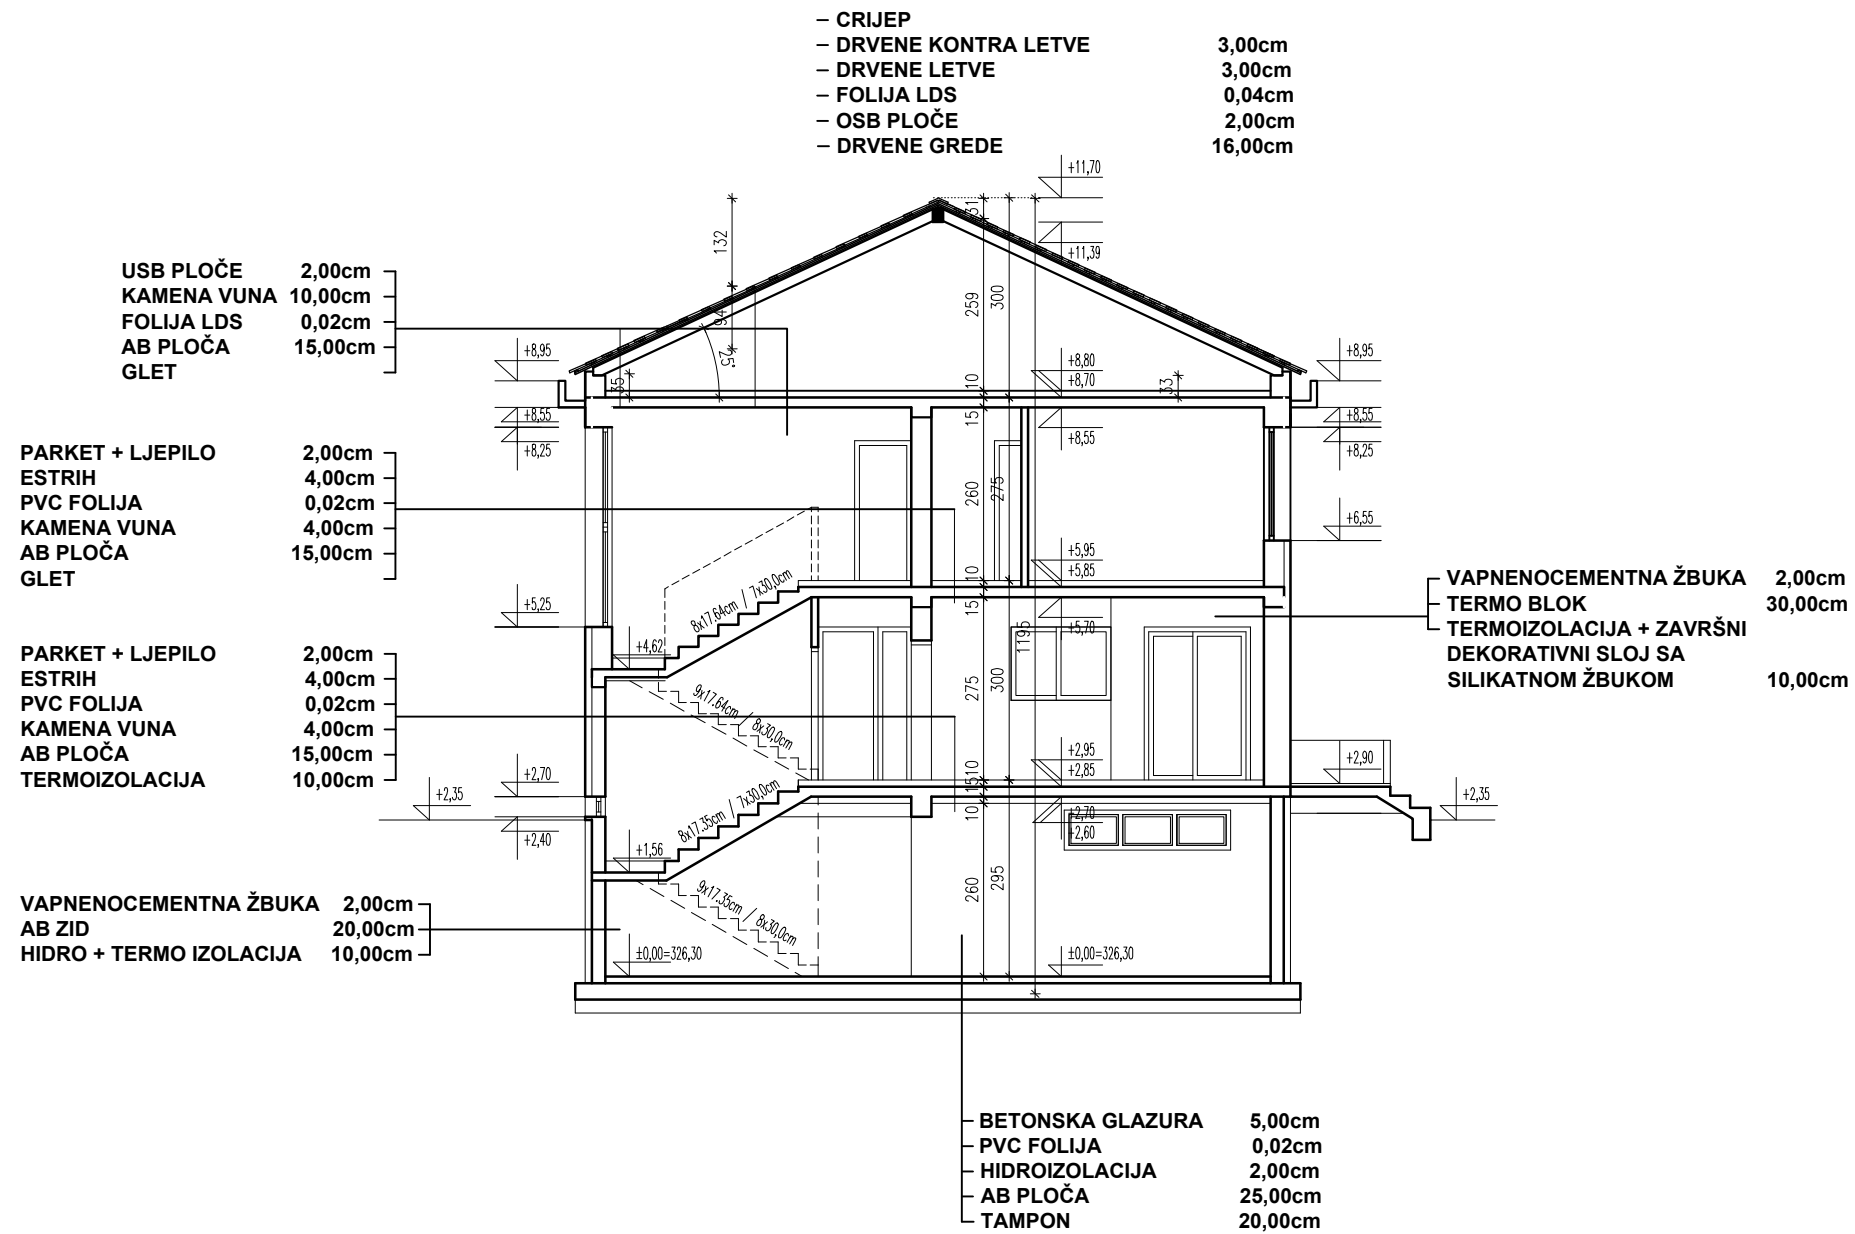 – CRIJEP
– DRVENE KONTRA LETVE 3,00cm
– DRVENE LETVE 3,00cm
– FOLIJA LDS 0,04cm
– OSB PLOČE 2,00cm
– DRVENE GREDE 16,00cm
USB PLOČE 2,00cm
KAMENA VUNA 10,00cm
FOLIJA LDS 0,02cm
AB PLOČA 15,00cm
GLET
PARKET + LJEPILO 2,00cm
ESTRIH 4,00cm
PVC FOLIJA 0,02cm
KAMENA VUNA 4,00cm
AB PLOČA 15,00cm
GLET
PARKET + LJEPILO 2,00cm
ESTRIH 4,00cm
PVC FOLIJA 0,02cm
KAMENA VUNA 4,00cm
AB PLOČA 15,00cm
TERMOIZOLACIJA 10,00cm
VAPNENOCEMENTNA ŽBUKA 2,00cm
AB ZID 20,00cm
HIDRO + TERMO IZOLACIJA 10,00cm
+11,70
+11,39
31
132
94
25°
259
300
+8,95
+8,95
35
33
+8,80
+8,70
10
15
+8,55
+8,55
+8,55
+8,25
+8,25
260
275
+6,55
+5,95
+5,85
10
15
+5,70
+5,25
8x17.64cm / 7x30,0cm
+4,62
9x17.64cm / 8x30,0cm
1195
275
300
+2,95
+2,85
10
15
10
+2,90
+2,70
+2,35
+2,40
+2,35
+2,70
+2,60
8x17.35cm / 7x30,0cm
+1,56
9x17.35cm / 8x30,0cm
260
295
±0,00=326,30
±0,00=326,30
VAPNENOCEMENTNA ŽBUKA 2,00cm
TERMO BLOK 30,00cm
TERMOIZOLACIJA + ZAVRŠNI
DEKORATIVNI SLOJ SA
SILIKATNOM ŽBUKOM 10,00cm
BETONSKA GLAZURA 5,00cm
PVC FOLIJA 0,02cm
HIDROIZOLACIJA 2,00cm
AB PLOČA 25,00cm
TAMPON 20,00cm